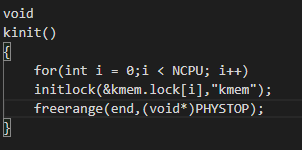 void
kinit()
{
    for(int i = 0;i < NCPU; i++)
    initlock(&kmem.lock[i],"kmem");
    freerange(end,(void*)PHYSTOP);
}